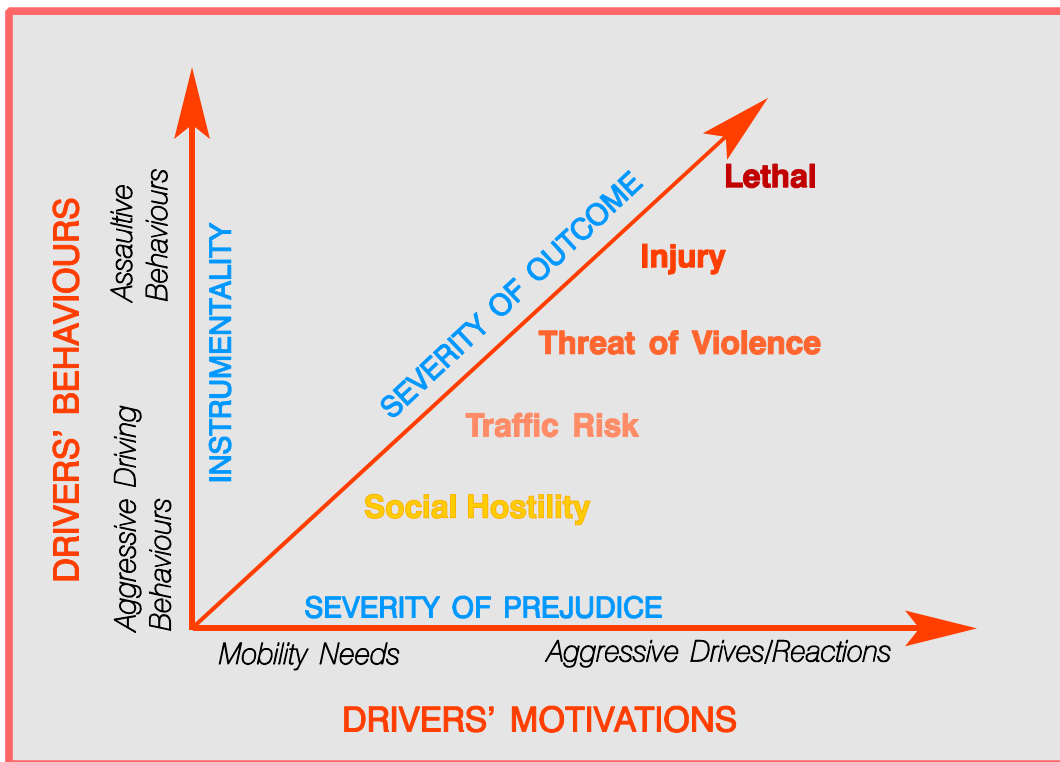 DRIVERS’ BEHAVIOURS
Assaultive
Behaviours
Aggressive Driving
Behaviours
INSTRUMENTALITY
SEVERITY OF OUTCOME
Lethal
Injury
Threat of Violence
Traffic Risk
Social Hostility
SEVERITY OF PREJUDICE
Mobility Needs
Aggressive Drives/Reactions
DRIVERS’ MOTIVATIONS